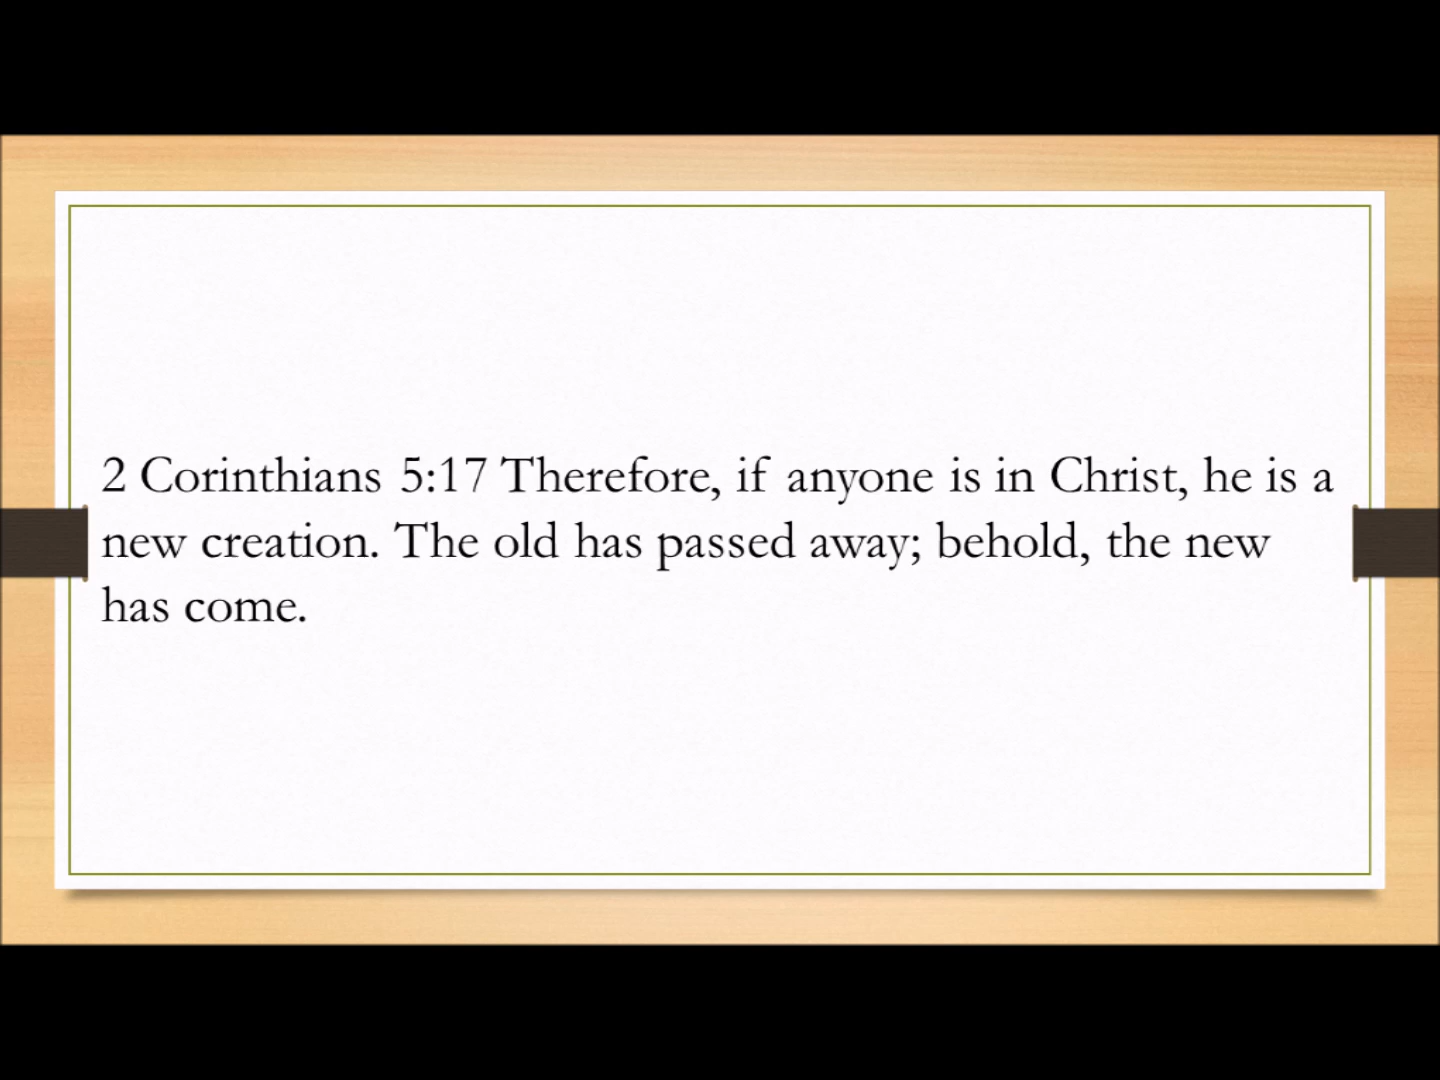 2 Corinthians 5:17 Therefore, if anyone is in Christ, he is a
new creation. The old has passed away; behold, the new
has come.